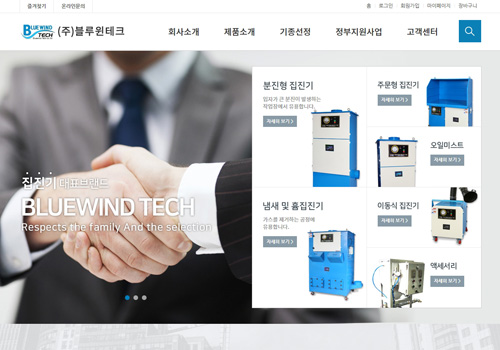 즐겨찾기 온라인문의
홈 로그인 회원가입 마이페이지 장바구니
BLUEWIND TECH (주)블루윈테크
회사소개 제품소개 기종선정 정부지원사업 고객센터
집진기 대표브랜드
BLUEWIND TECH
Respects the family And the selection
분진형 집진기
입자가 큰 분진이 발생하는
작업장에서 유용합니다.
자세히 보기 >
주문형 집진기
자세히 보기 >
오일미스트
자세히 보기 >
냄새 및 흄집진기
가스를 제거하는 공정에
유용합니다.
자세히 보기 >
이동식 집진기
자세히 보기 >
액세서리
자세히 보기 >